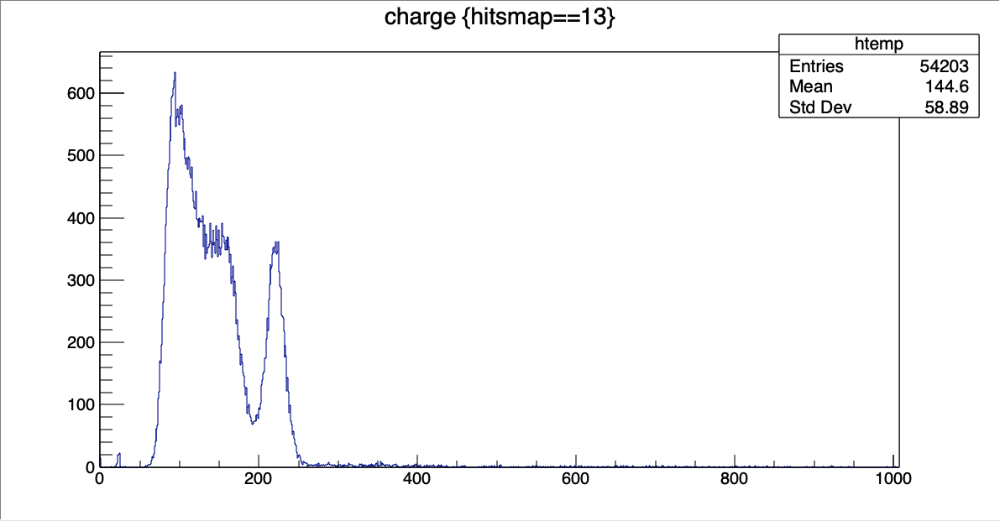 charge {hitsmap==13}
htemp
Entries 54203
Mean 144.6
Std Dev 58.89
600
500
400
300
200
100
0
0 200 400 600 800 1000